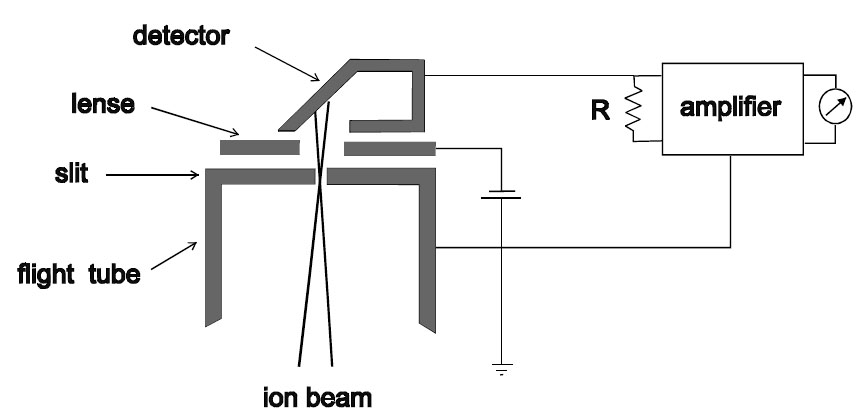 detector
lense
R
amplifier
slit
flight tube
ion beam